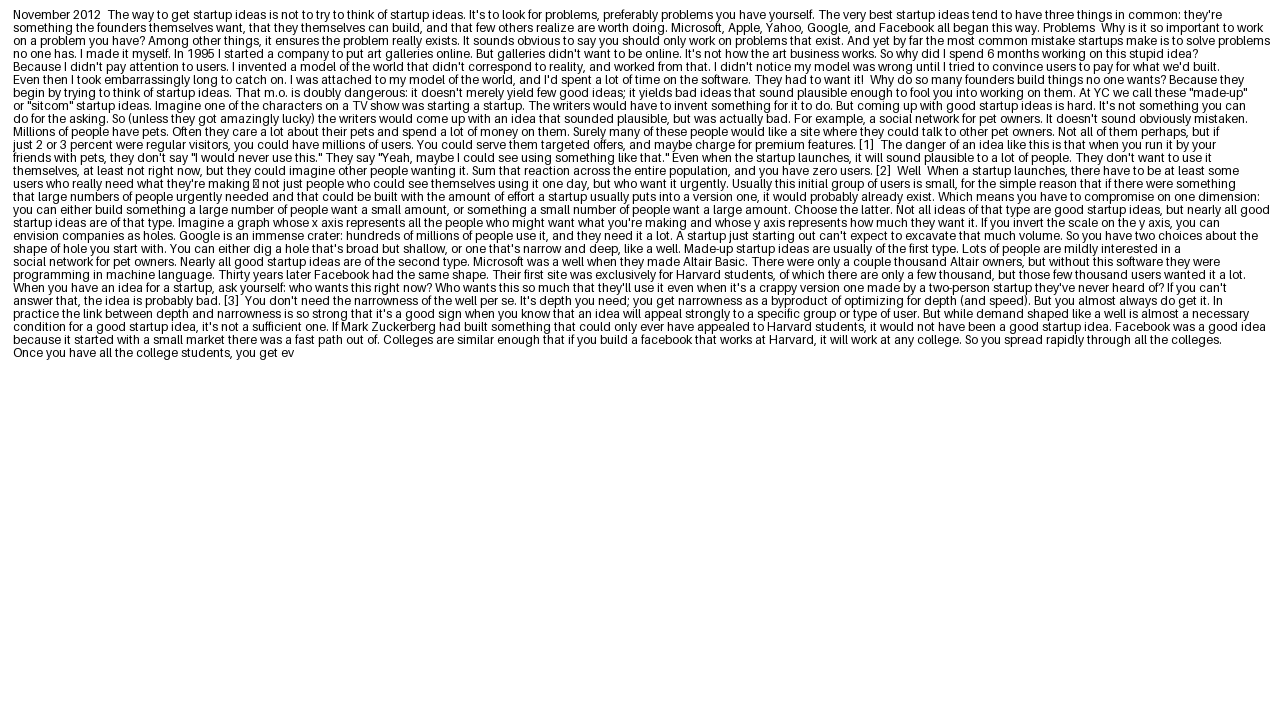 November 2012  The way to get startup ideas is not to try to think of startup ideas. It's to look for problems, preferably problems you have yourself. The very best startup ideas tend to have three things in common: they're
something the founders themselves want, that they themselves can build, and that few others realize are worth doing. Microsoft, Apple, Yahoo, Google, and Facebook all began this way. Problems  Why is it so important to work
on a problem you have? Among other things, it ensures the problem really exists. It sounds obvious to say you should only work on problems that exist. And yet by far the most common mistake startups make is to solve problems
no one has. I made it myself. In 1995 I started a company to put art galleries online. But galleries didn't want to be online. It's not how the art business works. So why did I spend 6 months working on this stupid idea?
Because I didn't pay attention to users. I invented a model of the world that didn't correspond to reality, and worked from that. I didn't notice my model was wrong until I tried to convince users to pay for what we'd built.
Even then I took embarrassingly long to catch on. I was attached to my model of the world, and I'd spent a lot of time on the software. They had to want it!  Why do so many founders build things no one wants? Because they
begin by trying to think of startup ideas. That m.o. is doubly dangerous: it doesn't merely yield few good ideas; it yields bad ideas that sound plausible enough to fool you into working on them. At YC we call these "made-up"
or "sitcom" startup ideas. Imagine one of the characters on a TV show was starting a startup. The writers would have to invent something for it to do. But coming up with good startup ideas is hard. It's not something you can
do for the asking. So (unless they got amazingly lucky) the writers would come up with an idea that sounded plausible, but was actually bad. For example, a social network for pet owners. It doesn't sound obviously mistaken.
Millions of people have pets. Often they care a lot about their pets and spend a lot of money on them. Surely many of these people would like a site where they could talk to other pet owners. Not all of them perhaps, but if
just 2 or 3 percent were regular visitors, you could have millions of users. You could serve them targeted offers, and maybe charge for premium features. [1]  The danger of an idea like this is that when you run it by your
friends with pets, they don't say "I would never use this." They say "Yeah, maybe I could see using something like that." Even when the startup launches, it will sound plausible to a lot of people. They don't want to use it
themselves, at least not right now, but they could imagine other people wanting it. Sum that reaction across the entire population, and you have zero users. [2]  Well  When a startup launches, there have to be at least some
users who really need what they're making not just people who could see themselves using it one day, but who want it urgently. Usually this initial group of users is small, for the simple reason that if there were something
that large numbers of people urgently needed and that could be built with the amount of effort a startup usually puts into a version one, it would probably already exist. Which means you have to compromise on one dimension:
you can either build something a large number of people want a small amount, or something a small number of people want a large amount. Choose the latter. Not all ideas of that type are good startup ideas, but nearly all good
startup ideas are of that type. Imagine a graph whose x axis represents all the people who might want what you're making and whose y axis represents how much they want it. If you invert the scale on the y axis, you can
envision companies as holes. Google is an immense crater: hundreds of millions of people use it, and they need it a lot. A startup just starting out can't expect to excavate that much volume. So you have two choices about the
shape of hole you start with. You can either dig a hole that's broad but shallow, or one that's narrow and deep, like a well. Made-up startup ideas are usually of the first type. Lots of people are mildly interested in a
social network for pet owners. Nearly all good startup ideas are of the second type. Microsoft was a well when they made Altair Basic. There were only a couple thousand Altair owners, but without this software they were
programming in machine language. Thirty years later Facebook had the same shape. Their first site was exclusively for Harvard students, of which there are only a few thousand, but those few thousand users wanted it a lot.
When you have an idea for a startup, ask yourself: who wants this right now? Who wants this so much that they'll use it even when it's a crappy version one made by a two-person startup they've never heard of? If you can't
answer that, the idea is probably bad. [3]  You don't need the narrowness of the well per se. It's depth you need; you get narrowness as a byproduct of optimizing for depth (and speed). But you almost always do get it. In
practice the link between depth and narrowness is so strong that it's a good sign when you know that an idea will appeal strongly to a specific group or type of user. But while demand shaped like a well is almost a necessary
condition for a good startup idea, it's not a sufficient one. If Mark Zuckerberg had built something that could only ever have appealed to Harvard students, it would not have been a good startup idea. Facebook was a good idea
because it started with a small market there was a fast path out of. Colleges are similar enough that if you build a facebook that works at Harvard, it will work at any college. So you spread rapidly through all the colleges.
Once you have all the college students, you get ev